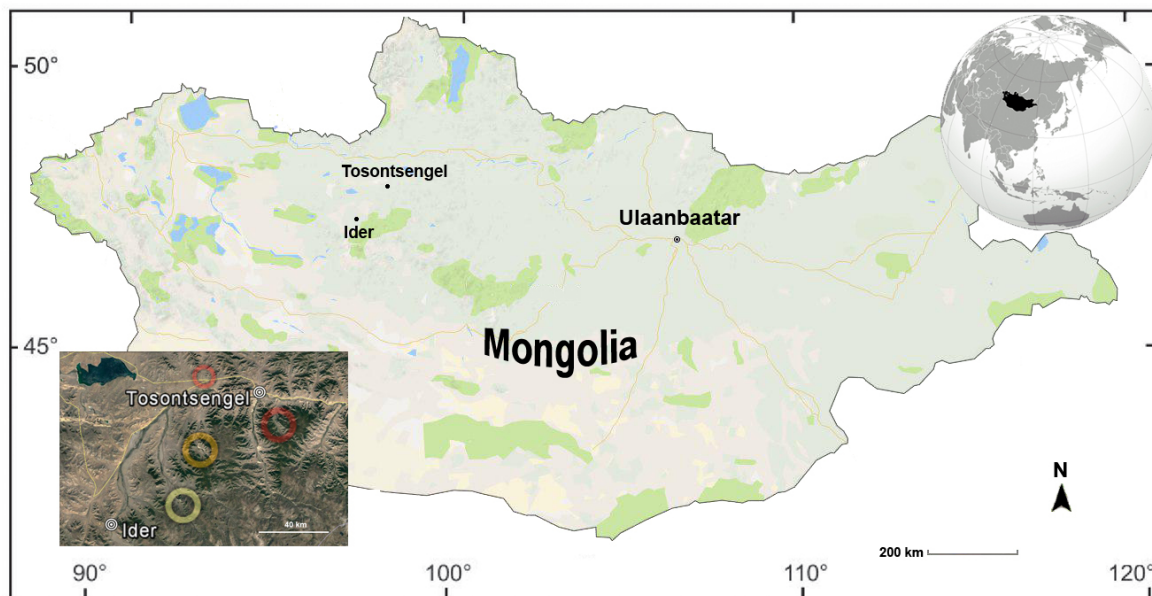 50°
Tosontsengel
Ider
Ulaanbaatar
Mongolia
45°
Tosontsengel
Ider
40 km
N
200 km
90°
100°
110°
120°